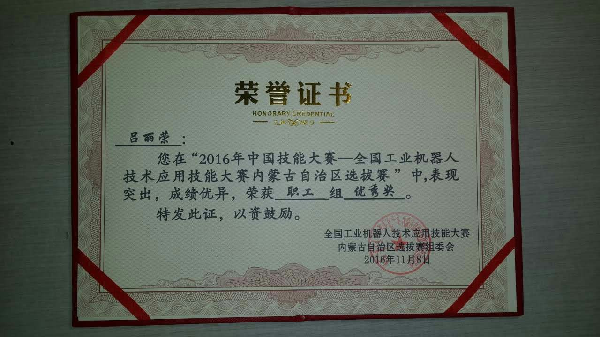 荣誉证书
HONORARY CREDENTIAL
吕丽荣：
您在“2016年中国技能大赛—全国工业机器人
技术应用技能大赛内蒙古自治区选拔赛”中,表现
突出，成绩优异，荣获 职工 组 优秀奖 。
特发此证，以资鼓励。
全国工业机器人技术应用技能大赛
内蒙古自治区选拔赛组委会
2016年11月8日